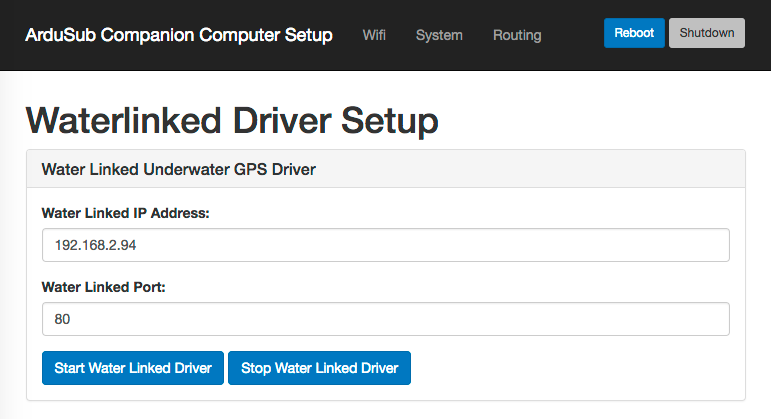 ArduSub Companion Computer Setup Wifi System Routing Reboot Shutdown
Waterlinked Driver Setup
Water Linked Underwater GPS Driver
Water Linked IP Address:
192.168.2.94
Water Linked Port:
80
Start Water Linked Driver Stop Water Linked Driver